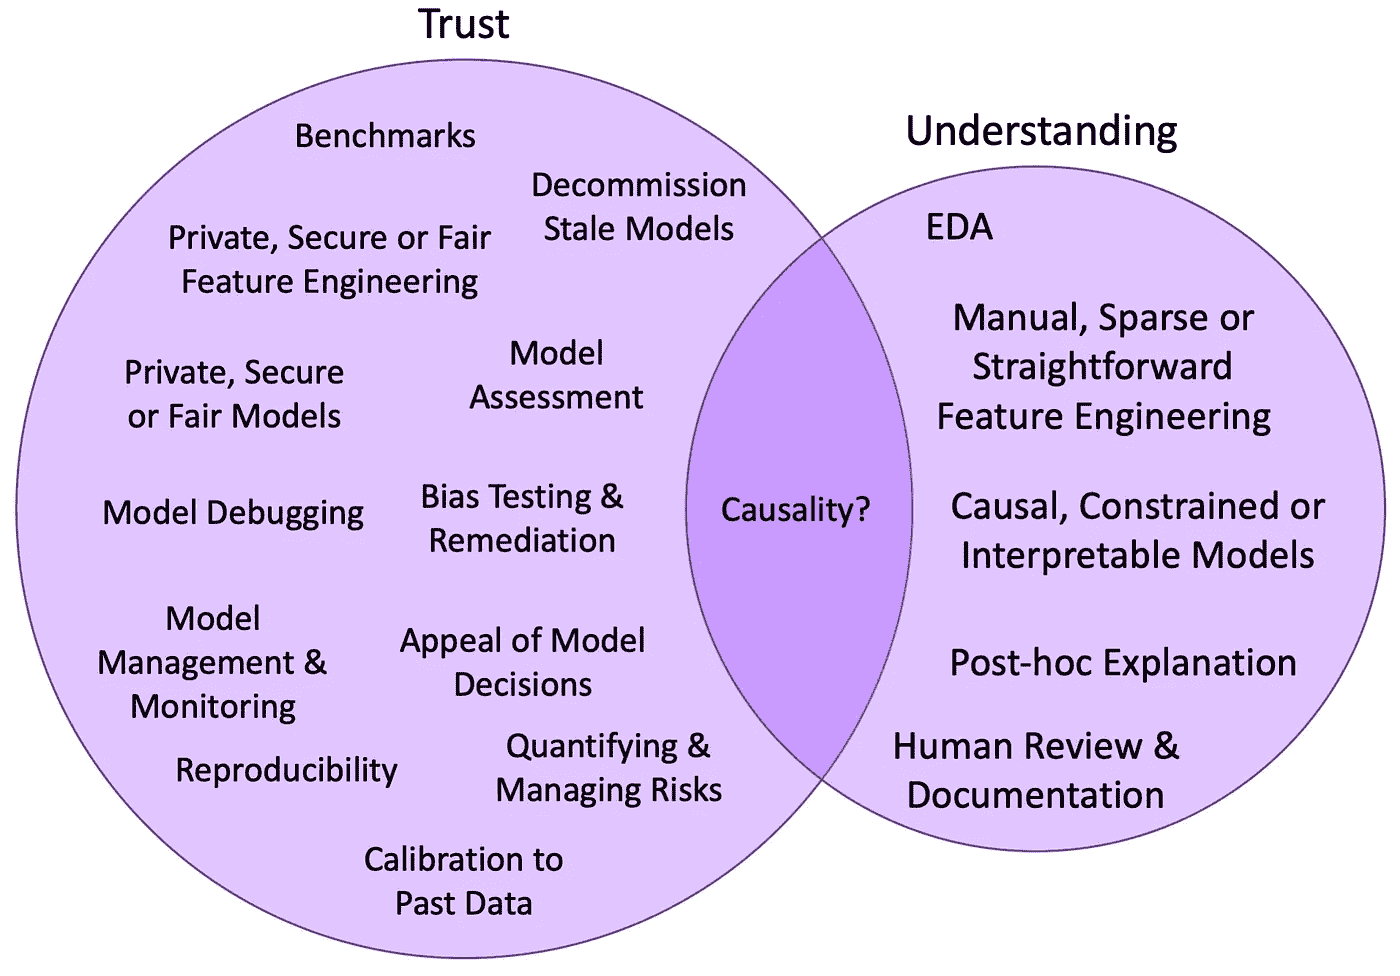 Trust
Benchmarks
Decommission
Stale Models
Private, Secure or Fair
Feature Engineering
Model
Assessment
Private, Secure
or Fair Models
Bias Testing &
Remediation
Model Debugging
Model
Management &
Monitoring
Appeal of Model
Decisions
Reproducibility
Quantifying &
Managing Risks
Calibration to
Past Data
Causality?
Understanding
EDA
Manual, Sparse or
Straightforward
Feature Engineering
Causal, Constrained or
Interpretable Models
Post-hoc Explanation
Human Review &
Documentation